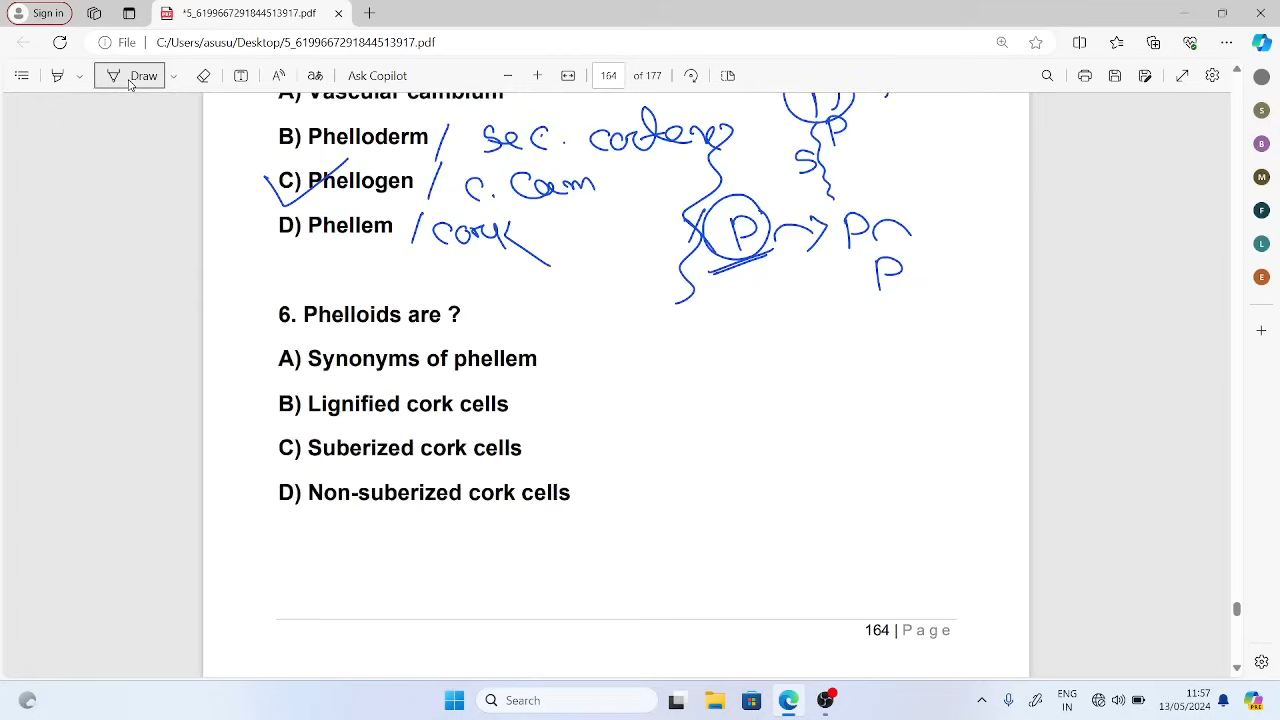 Sign in
*5_6199667291844513917.pdf
File C:/Users/asusu/Desktop/5_6199667291844513917.pdf
Draw Ask Copilot 164 of 177
A) Vascular cambium
B) Phelloderm / sec. cortex
C) Phellogen / c. cam
D) Phellem / cork
P
S
P P
P
6. Phelloids are ?
A) Synonyms of phellem
B) Lignified cork cells
C) Suberized cork cells
D) Non-suberized cork cells
164 | Page
S
B
M
F
L
E
Search
ENG
IN
11:57
13/05/2024